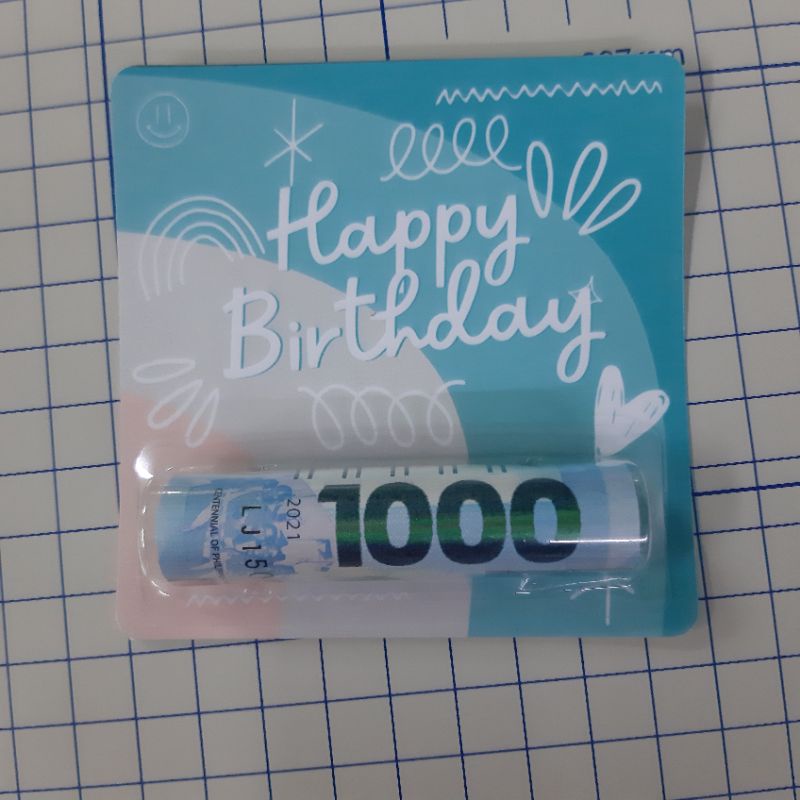 Happy
Birthday
1000
2021
LJ15
CENTENNIAL OF PHI